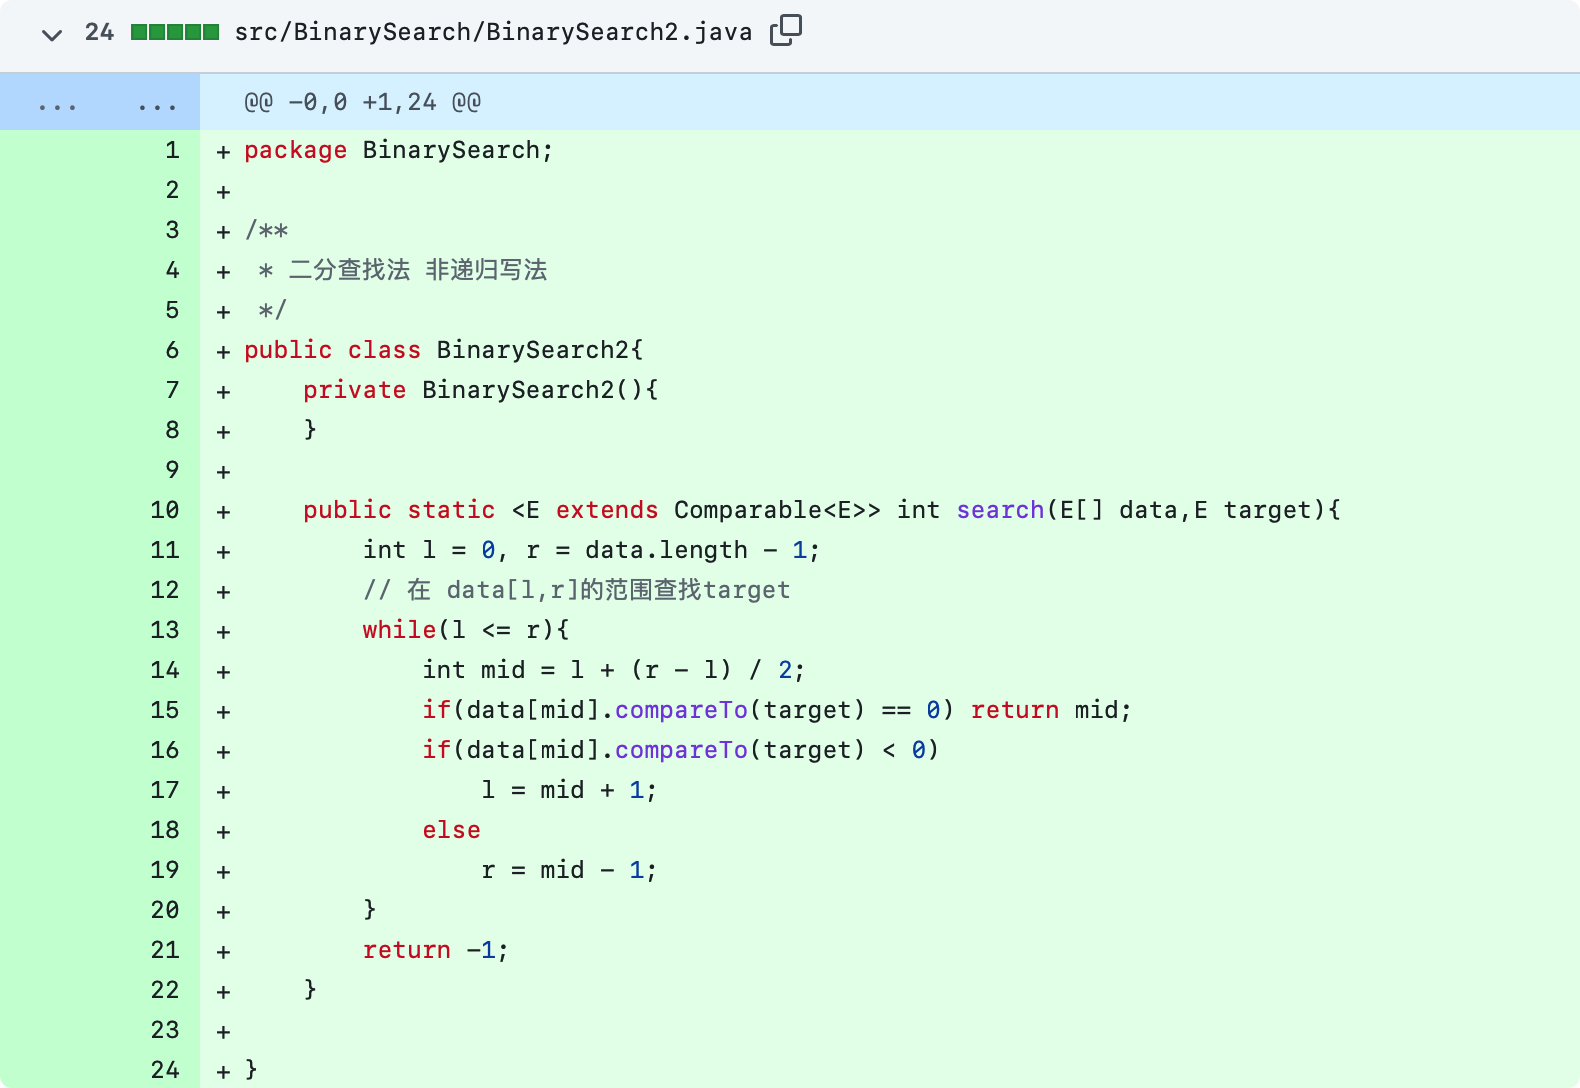 24 src/BinarySearch/BinarySearch2.java
... ... @@ -0,0 +1,24 @@
1 + package BinarySearch;
2 +
3 + /**
4 +  * 二分查找法 非递归写法
5 +  */
6 + public class BinarySearch2{
7 +     private BinarySearch2(){
8 +     }
9 +
10 +     public static <E extends Comparable<E>> int search(E[] data,E target){
11 +         int l = 0, r = data.length - 1;
12 +         // 在 data[l,r]的范围查找target
13 +         while(l <= r){
14 +             int mid = l + (r - l) / 2;
15 +             if(data[mid].compareTo(target) == 0) return mid;
16 +             if(data[mid].compareTo(target) < 0)
17 +                 l = mid + 1;
18 +             else
19 +                 r = mid - 1;
20 +         }
21 +         return -1;
22 +     }
23 +
24 + }